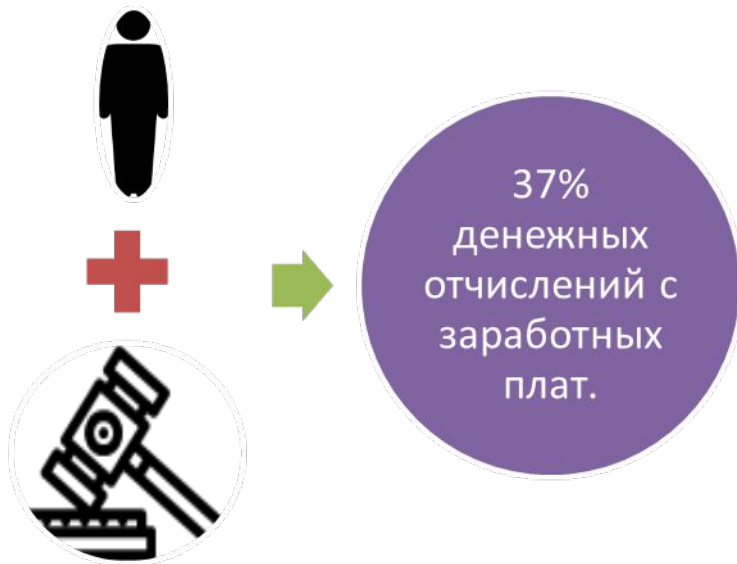 37%
денежных
отчислений с
заработных
плат.